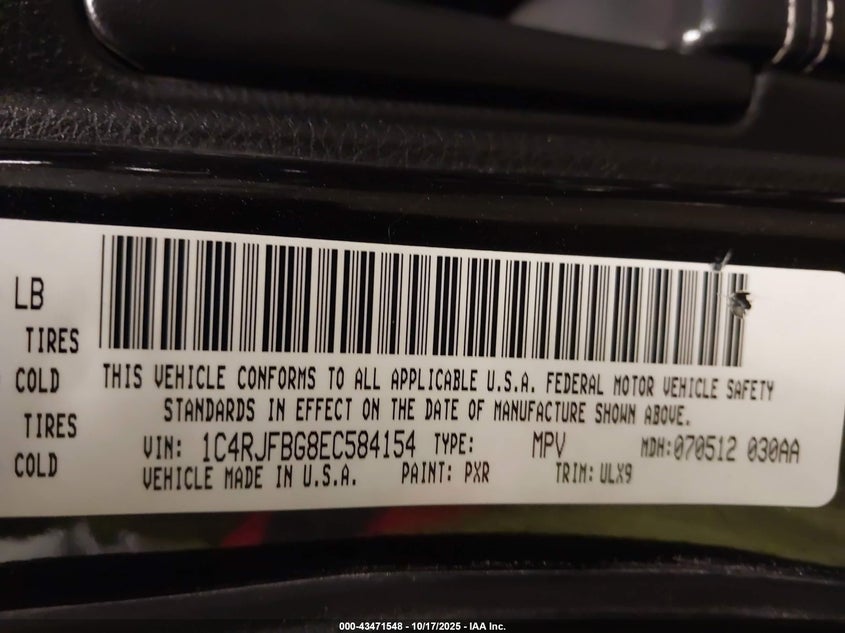 LB
TIRES
COLD
TIRES
COLD
THIS VEHICLE CONFORMS TO ALL APPLICABLE U.S.A. FEDERAL MOTOR VEHICLE SAFETY
STANDARDS IN EFFECT ON THE DATE OF MANUFACTURE SHOWN ABOVE.
VIN: 1C4RJFBG8EC584154 TYPE: MPV MDH:070512 030AA
VEHICLE MADE IN U.S.A. PAINT: PXR TRIM: ULX9
000-43471548 | 10/17/2025 - IAA Inc.